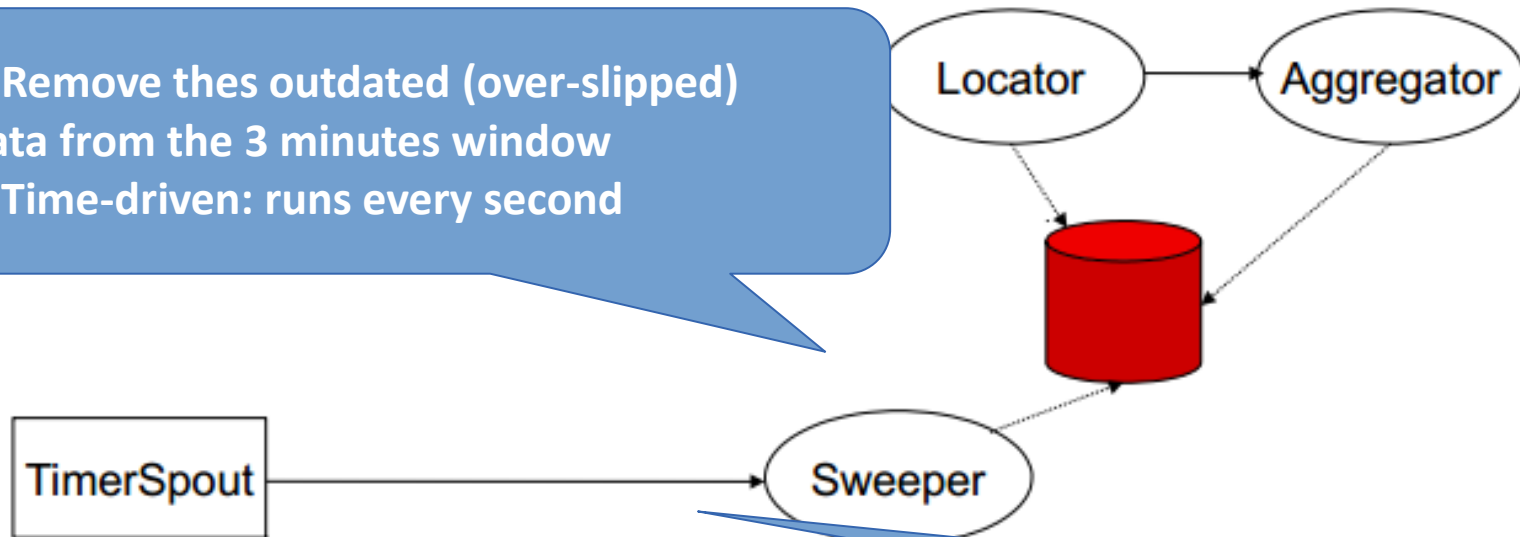 Remove thes outdated (over-slipped)
ata from the 3 minutes window
Time-driven: runs every second
Locator
Aggregator
TimerSpout
Sweeper